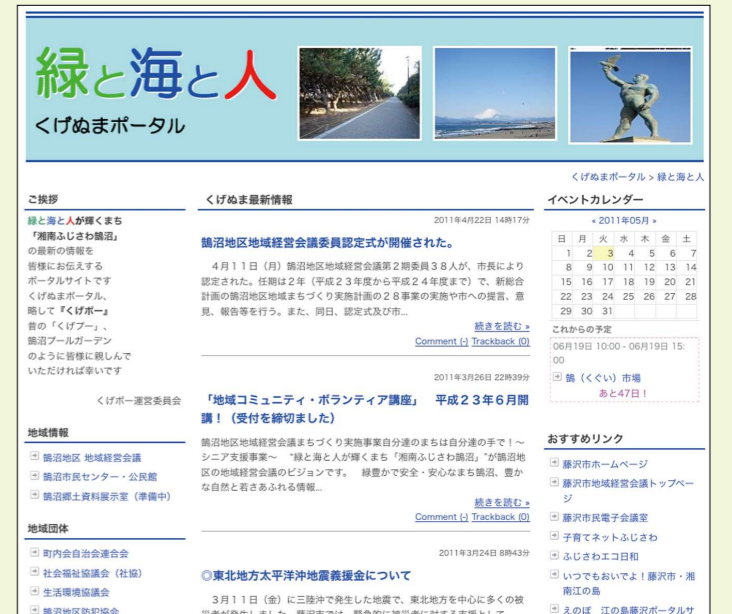 緑と海と人
くげぬまポータル
くげぬまポータル > 緑と海と人
ご挨拶
緑と海と人が輝くまち
「湘南ふじさわ鵠沼」
の最新の情報を
皆様にお伝えする
ポータルサイトです
くげぬまポータル、
略して『くげポー』
昔の「くげプー」、
鵠沼プールガーデン
のように皆様に親しんで
いただければ幸いです
くげポー運営委員会
地域情報
鵠沼地区 地域経営会議
鵠沼市民センター・公民館
鵠沼郷土資料展示室（準備中）
地域団体
町内会自治会連合会
社会福祉協議会（社協）
生活環境協議会
鵠沼地区防犯協会
くげぬま最新情報
2011年4月22日 14時17分
鵠沼地区地域経営会議委員認定式が開催された。
４月１１日（月）鵠沼地区地域経営会議第２期委員３８人が、市長により
認定された。任期は２年（平成２３年度から平成２４年度まで）で、新総合
計画の鵠沼地区地域まちづくり実施計画の２８事業の実施や市への提言、意
見、報告等を行う。また、同日、認定式及び市...
続きを読む »
Comment (-) Trackback (0)
2011年3月26日 22時39分
「地域コミュニティ・ボランティア講座」　平成２３年６月開
講！（受付を締切ました）
鵠沼地区地域経営会議まちづくり実施事業自分達のまちは自分達の手で！～
シニア支援事業～　“緑と海と人が輝くまち「湘南ふじさわ鵠沼」”が鵠沼地
区の地域経営会議のビジョンです。　緑豊かで安全・安心なまち鵠沼、豊か
な自然と若さあふれる情報...
続きを読む »
Comment (-) Trackback (0)
2011年3月24日 8時43分
◎東北地方太平洋沖地震義援金について
３月１１日（金）に三陸沖で発生した地震で、東北地方を中心に多くの被
災者が発生しました。藤沢市では、緊急的に被災者に対する支援として、
イベントカレンダー
« 2011年05月 »
日 月 火 水 木 金 土
1 2 3 4 5 6 7
8 9 10 11 12 13 14
15 16 17 18 19 20 21
22 23 24 25 26 27 28
29 30 31
これからの予定
06月19日 10:00 - 06月19日 15:
00
鵠（くぐい）市場
あと47日！
おすすめリンク
藤沢市ホームページ
藤沢市地域経営会議トップペー
ジ
藤沢市民電子会議室
子育てネットふじさわ
ふじさわエコ日和
いつでもおいでよ！藤沢市・湘
南江の島
えのぽ　江の島藤沢ポータルサ